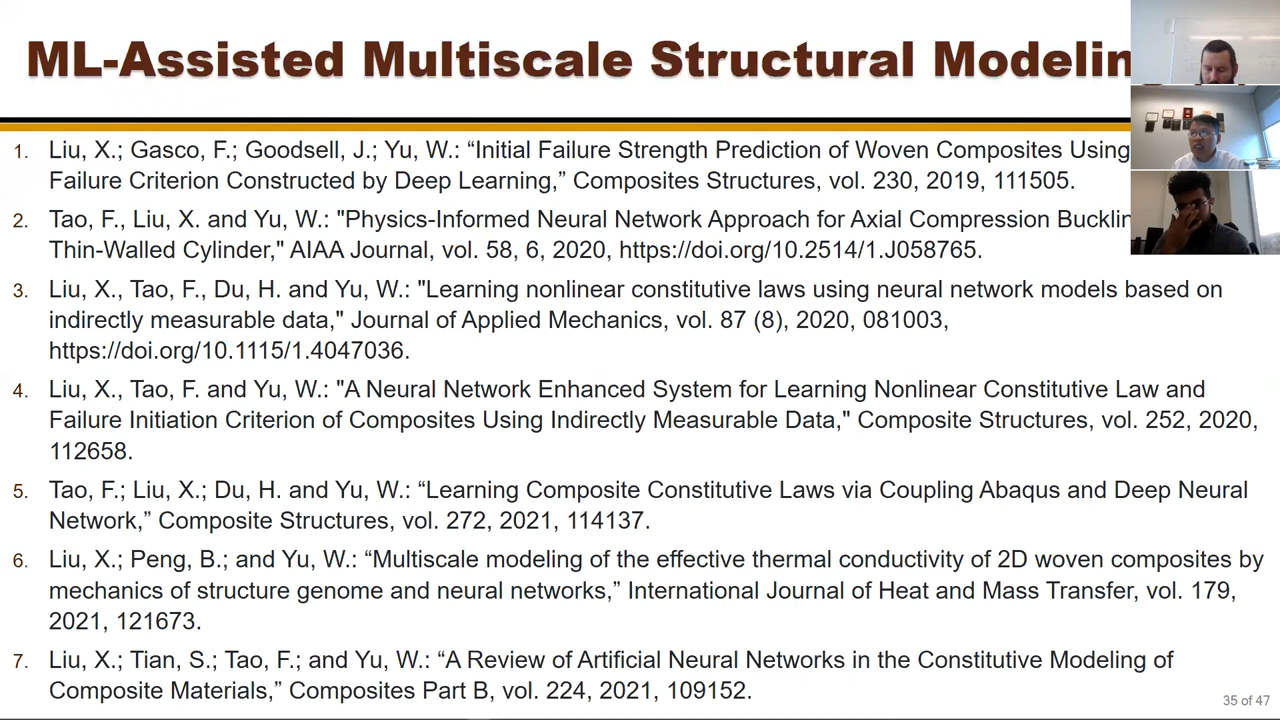 ML-Assisted Multiscale Structural Modelin
1. Liu, X.; Gasco, F.; Goodsell, J.; Yu, W.: “Initial Failure Strength Prediction of Woven Composites Using
Failure Criterion Constructed by Deep Learning,” Composites Structures, vol. 230, 2019, 111505.
2. Tao, F., Liu, X. and Yu, W.: "Physics-Informed Neural Network Approach for Axial Compression Bucklin
Thin-Walled Cylinder," AIAA Journal, vol. 58, 6, 2020, https://doi.org/10.2514/1.J058765.
3. Liu, X., Tao, F., Du, H. and Yu, W.: "Learning nonlinear constitutive laws using neural network models based on
indirectly measurable data," Journal of Applied Mechanics, vol. 87 (8), 2020, 081003,
https://doi.org/10.1115/1.4047036.
4. Liu, X., Tao, F. and Yu, W.: "A Neural Network Enhanced System for Learning Nonlinear Constitutive Law and
Failure Initiation Criterion of Composites Using Indirectly Measurable Data," Composite Structures, vol. 252, 2020,
112658.
5. Tao, F.; Liu, X.; Du, H. and Yu, W.: “Learning Composite Constitutive Laws via Coupling Abaqus and Deep Neural
Network,” Composite Structures, vol. 272, 2021, 114137.
6. Liu, X.; Peng, B.; and Yu, W.: “Multiscale modeling of the effective thermal conductivity of 2D woven composites by
mechanics of structure genome and neural networks,” International Journal of Heat and Mass Transfer, vol. 179,
2021, 121673.
7. Liu, X.; Tian, S.; Tao, F.; and Yu, W.: “A Review of Artificial Neural Networks in the Constitutive Modeling of
Composite Materials,” Composites Part B, vol. 224, 2021, 109152.
35 of 47